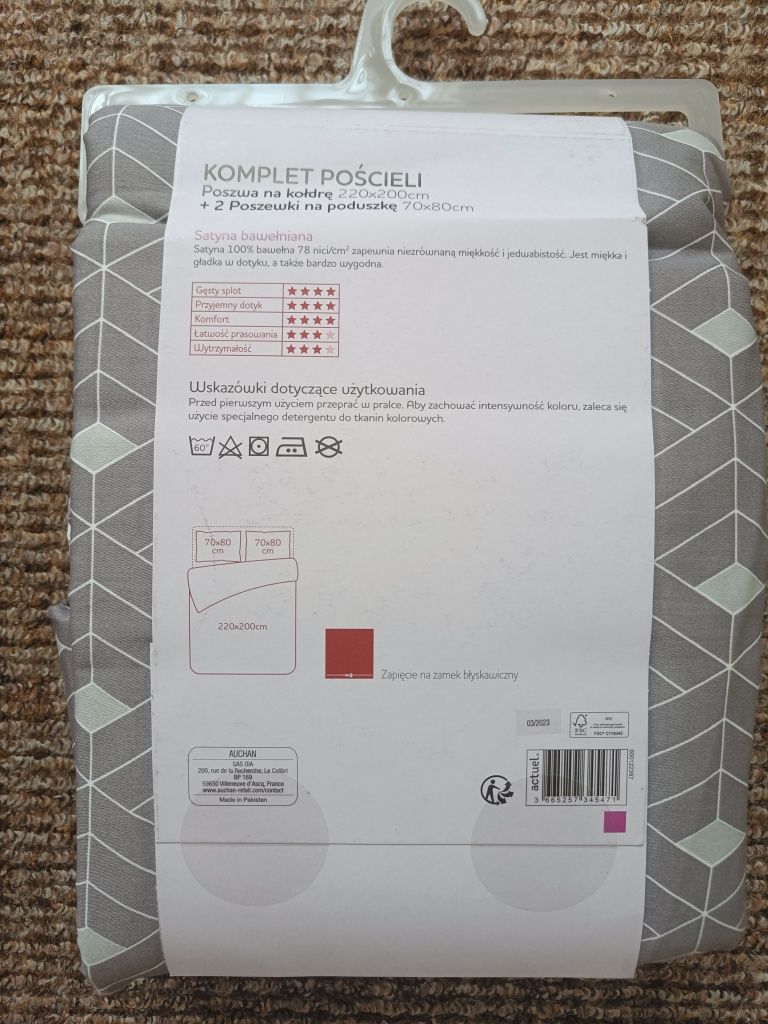 KOMPLET POŚCIELI
Poszwa na kołdrę 220x200cm
+ 2 Poszewki na poduszkę 70x80cm
Satyna bawełniana
Satyna 100% bawełna 78 nici/cm² zapewnia niezrównaną miękkość i jedwabistość. Jest miękka i
gładka w dotyku, a także bardzo wygodna.
Gęsty splot
Przyjemny dotyk
Komfort
Łatwość prasowania
Wytrzymałość
Wskazówki dotyczące użytkowania
Przed pierwszym użyciem przeprać w pralce. Aby zachować intensywność koloru, zaleca się
użycie specjalnego detergentu do tkanin kolorowych.
60°
70x80 70x80
cm cm
220x200cm
Zapięcie na zamek błyskawiczny
03/2023
FSC
MIX
FSC® C118045
AUCHAN
SAS OIA
200, rue de la Recherche, Le Colibri
BP 169
59650 Villeneuve d'Ascq, France
www.auchan-retail.com/contact
Made in Pakistan
actuel.
3 665257 345471